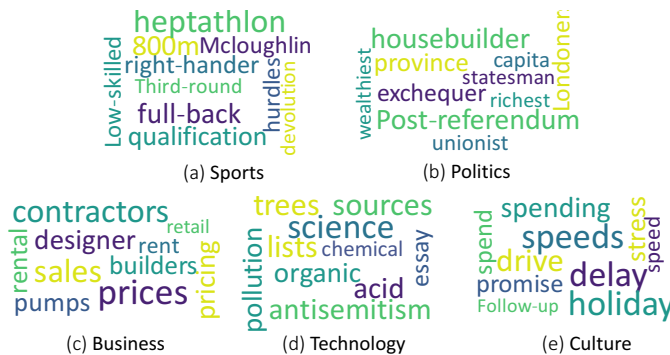 heptathlon
800m Mcloughlin
Low-skilled
right-hander
Third-round
hurdles
devolution
full-back
qualification
(a) Sports
housebuilder
Londoner
province
capita
statesman
wealthiest
exchequer
richest
Post-referendum
unionist
(b) Politics
contractors
retail
rental
designer
rent
pricing
builders
sales
pumps
prices
(c) Business
trees sources
science
lists
chemical
essay
pollution
organic
acid
antisemitism
(d) Technology
spending
stress
speed
spend
speeds
drive
delay
promise
Follow-up
holiday
(e) Culture